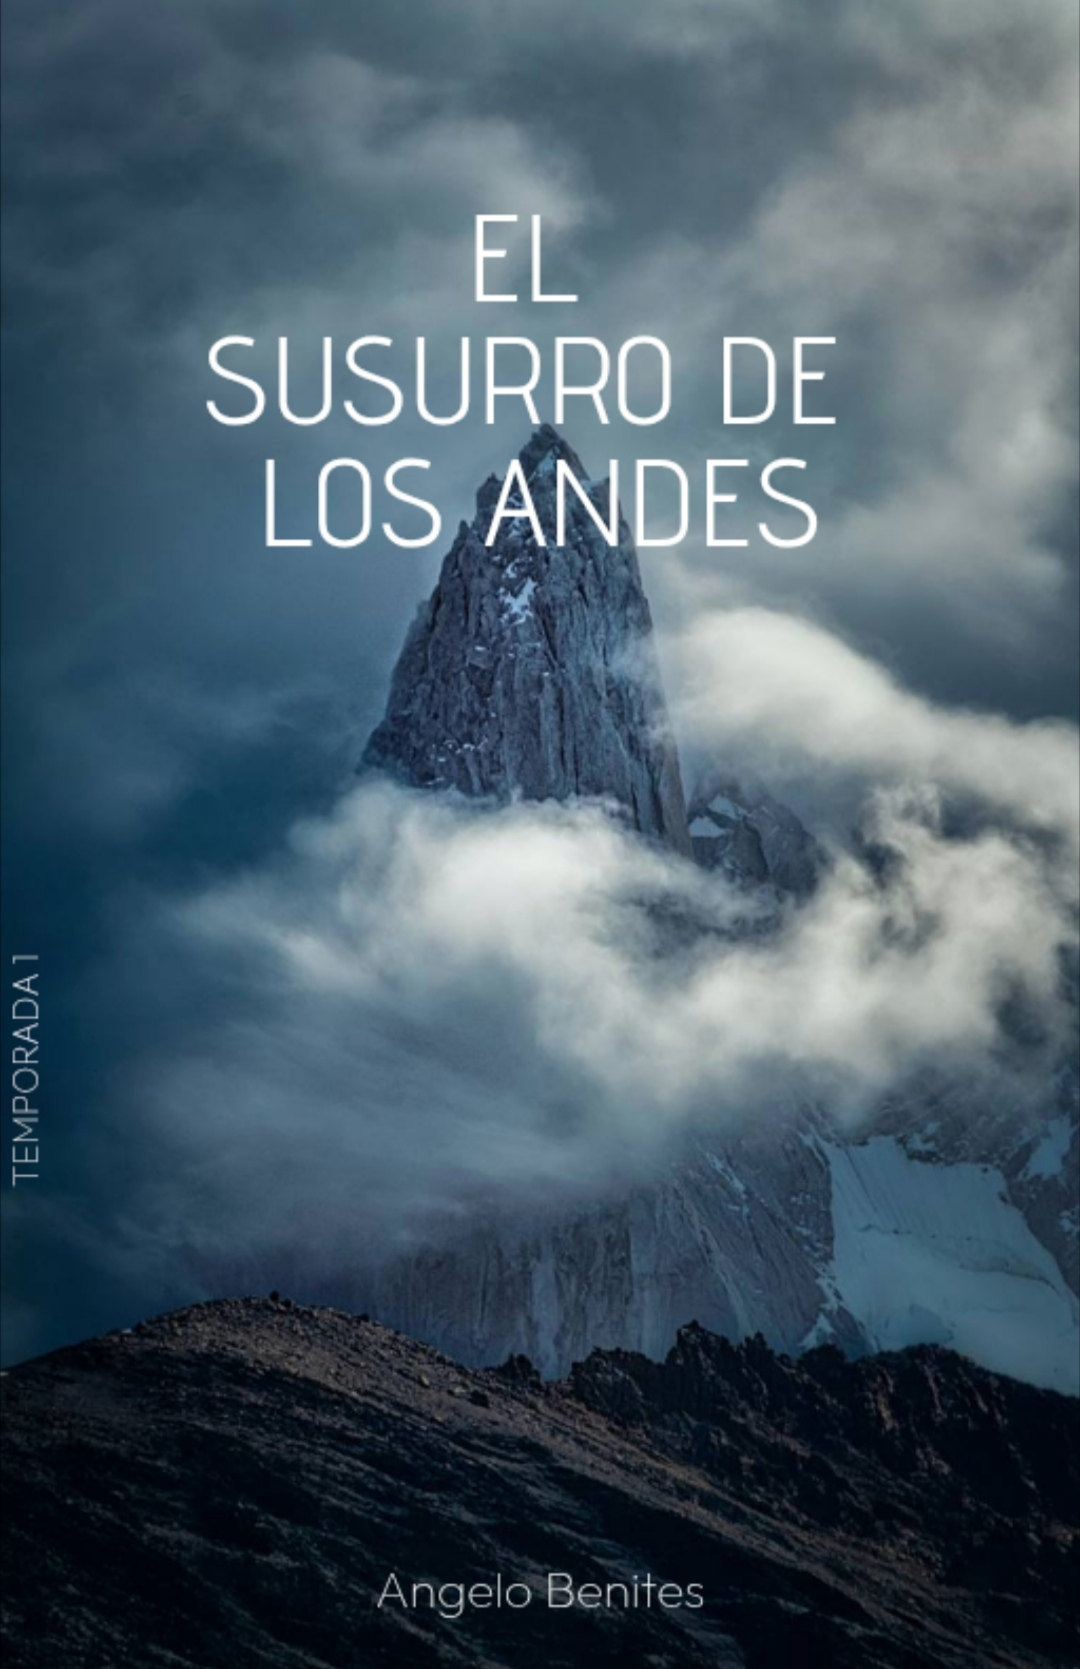 EL
SUSURRO DE
LOS ANDES
TEMPORADA 1
Angelo Benites